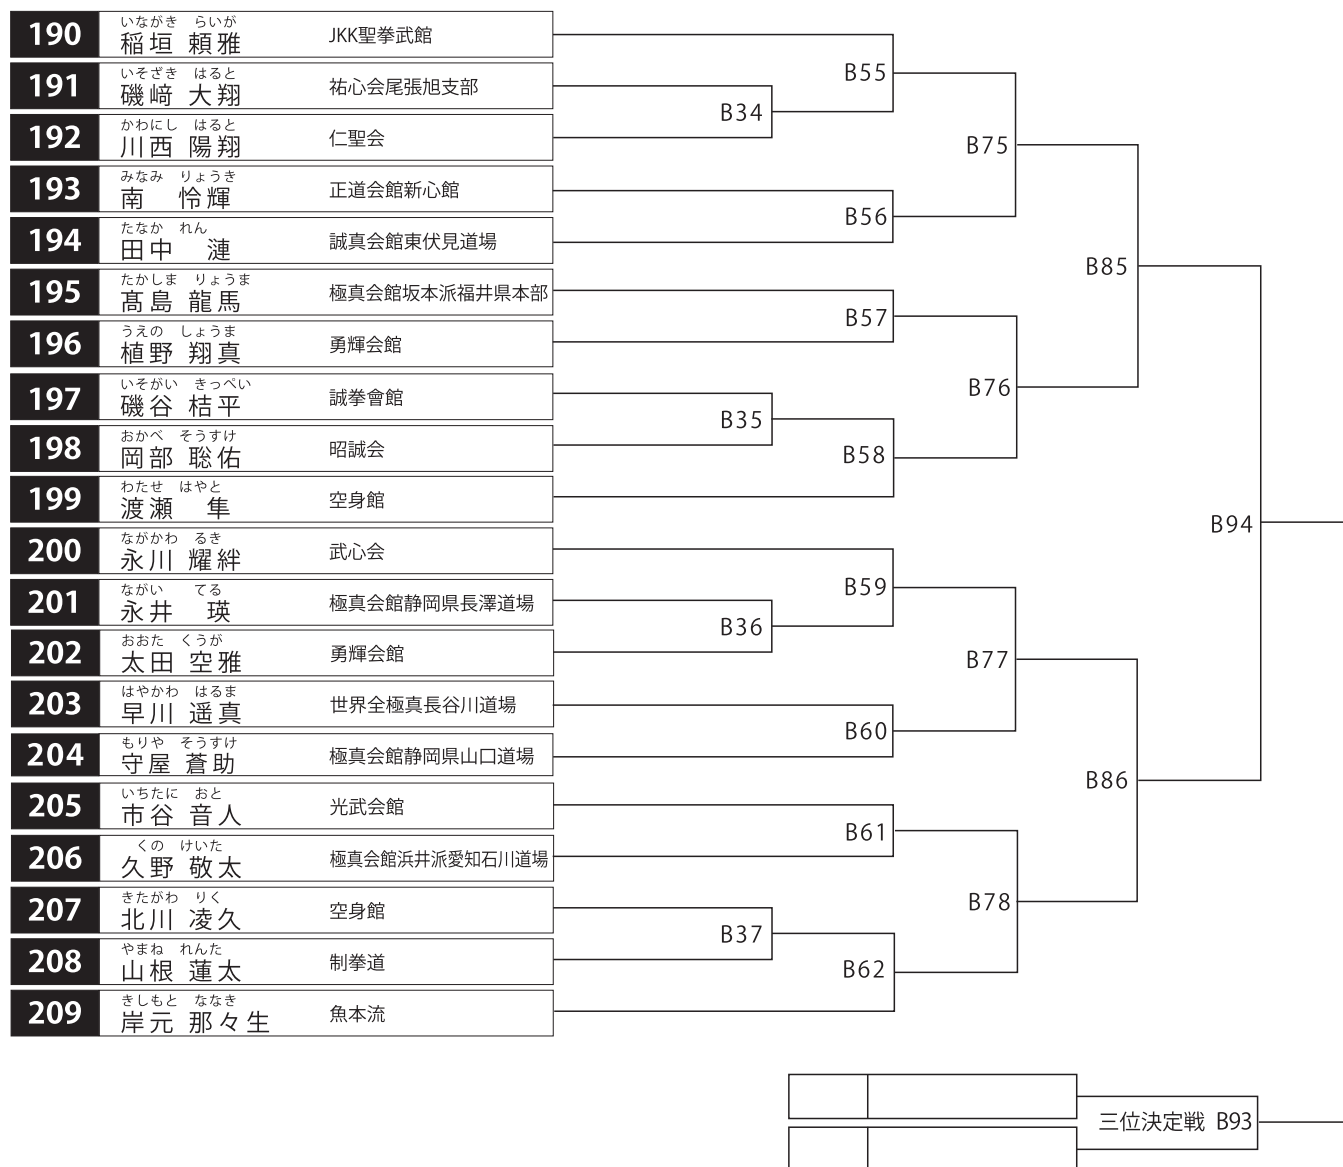 いながき らいが
190 稲垣 頼雅 JKK聖拳武館
いそざき はると
191 磯﨑 大翔 祐心会尾張旭支部
かわにし はると
192 川西 陽翔 仁聖会
みなみ りょうき
193 南 怜輝 正道会館新心館
たなか れん
194 田中 漣 誠真会館東伏見道場
たかしま りょうま
195 髙島 龍馬 極真会館坂本派福井県本部
うえの しょうま
196 植野 翔真 勇輝会館
いそがい きっぺい
197 磯谷 桔平 誠拳會館
おかべ そうすけ
198 岡部 聡佑 昭誠会
わたせ はやと
199 渡瀬 隼 空身館
ながかわ るき
200 永川 耀絆 武心会
ながい てる
201 永井 瑛 極真会館静岡県長澤道場
おおた くうが
202 太田 空雅 勇輝会館
はやかわ はるま
203 早川 遥真 世界全極真長谷川道場
もりや そうすけ
204 守屋 蒼助 極真会館静岡県山口道場
いちたに おと
205 市谷 音人 光武会館
くの けいた
206 久野 敬太 極真会館浜井派愛知石川道場
きたがわ りく
207 北川 凌久 空身館
やまね れんた
208 山根 蓮太 制拳道
きしもと ななき
209 岸元 那々生 魚本流
B34
B35
B36
B37
B55
B56
B57
B58
B59
B60
B61
B62
B75
B76
B77
B78
B85
B86
B94
三位決定戦 B93